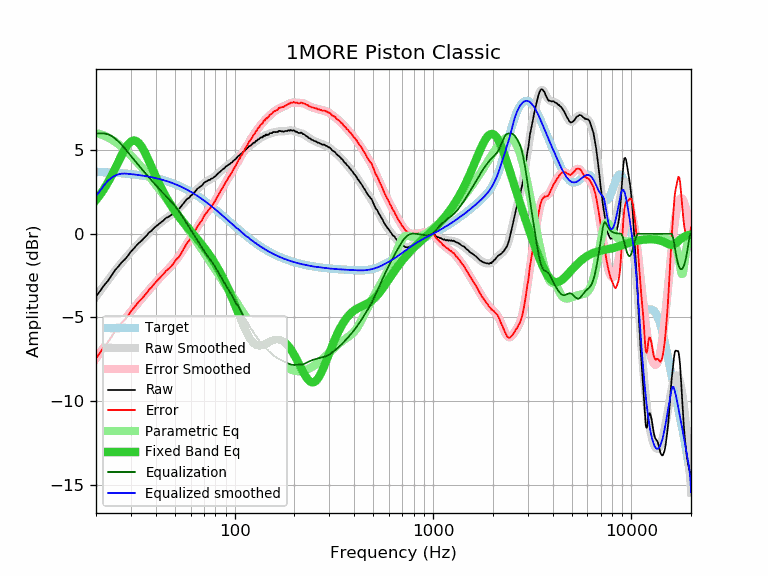 1MORE Piston Classic
Amplitude (dBr)
5
0
−5
−10
−15
Target
Raw Smoothed
Error Smoothed
Raw
Error
Parametric Eq
Fixed Band Eq
Equalization
Equalized smoothed
100
1000
10000
Frequency (Hz)